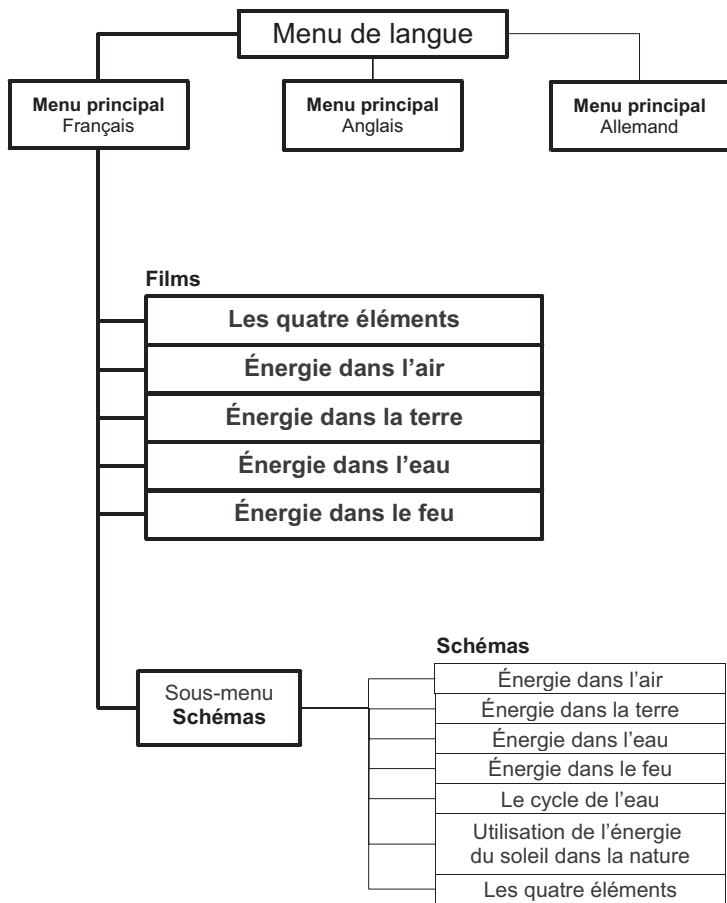 Menu de langue
Menu principal
Français
Menu principal
Anglais
Menu principal
Allemand
Films
Les quatre éléments
Énergie dans l’air
Énergie dans la terre
Énergie dans l’eau
Énergie dans le feu
Sous-menu
Schémas
Schémas
Énergie dans l’air
Énergie dans la terre
Énergie dans l’eau
Énergie dans le feu
Le cycle de l’eau
Utilisation de l’énergie
du soleil dans la nature
Les quatre éléments